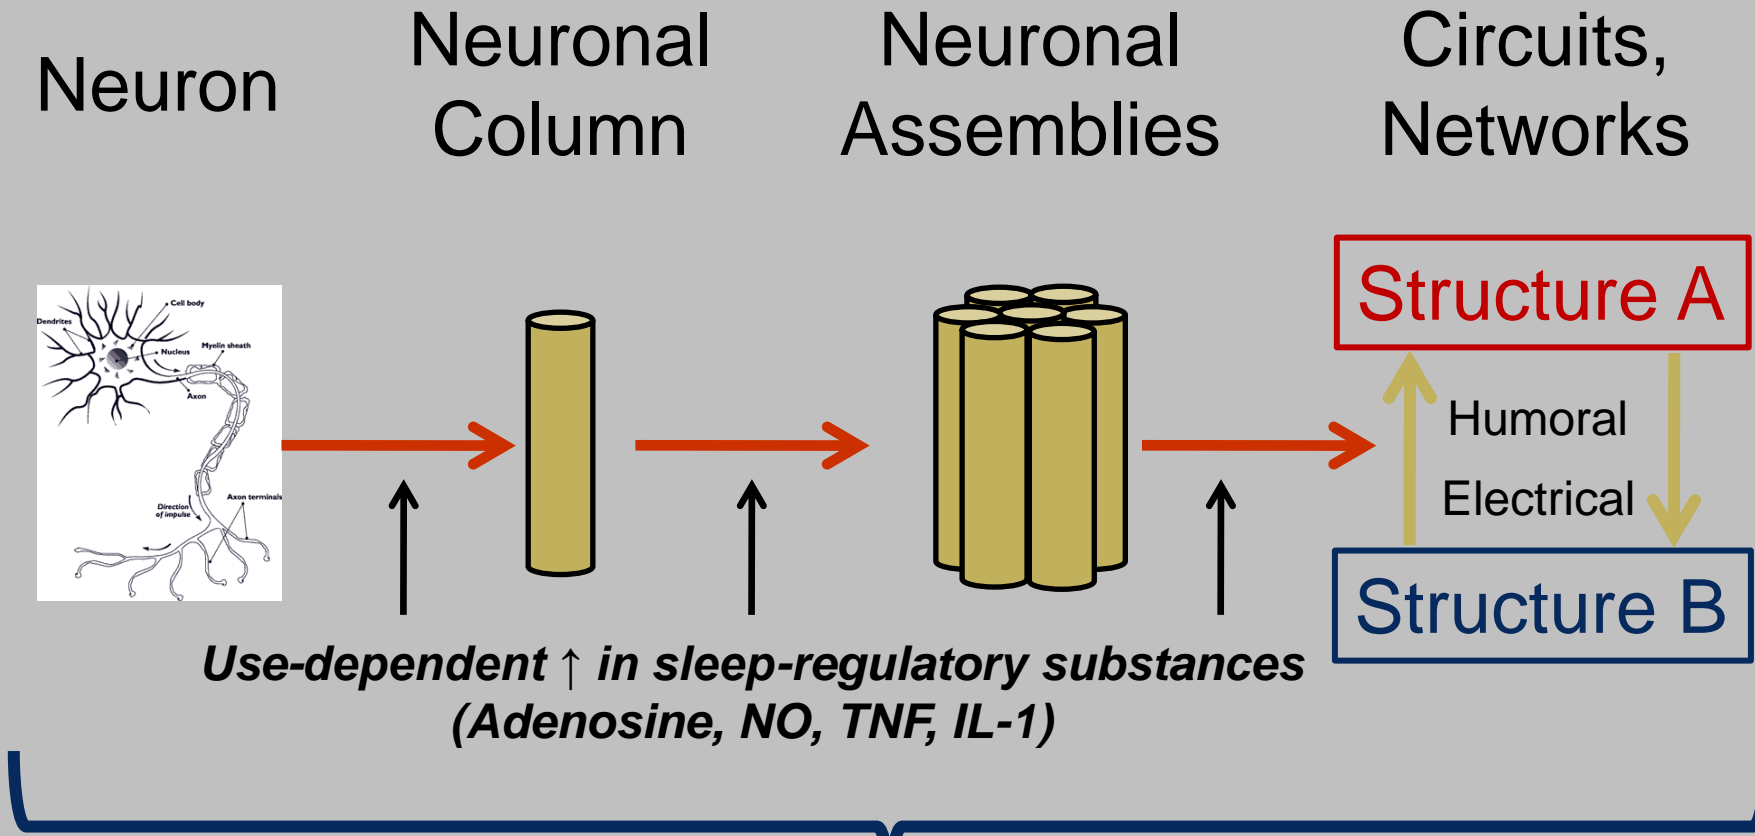 Neuron
Neuronal
Column
Neuronal
Assemblies
Circuits,
Networks
Cell body
Dendrites
Nucleus
Myelin sheath
Axon
Axon terminals
Direction
of impulse
Structure A
Humoral
Electrical
Structure B
Use-dependent ↑ in sleep-regulatory substances
(Adenosine, NO, TNF, IL-1)